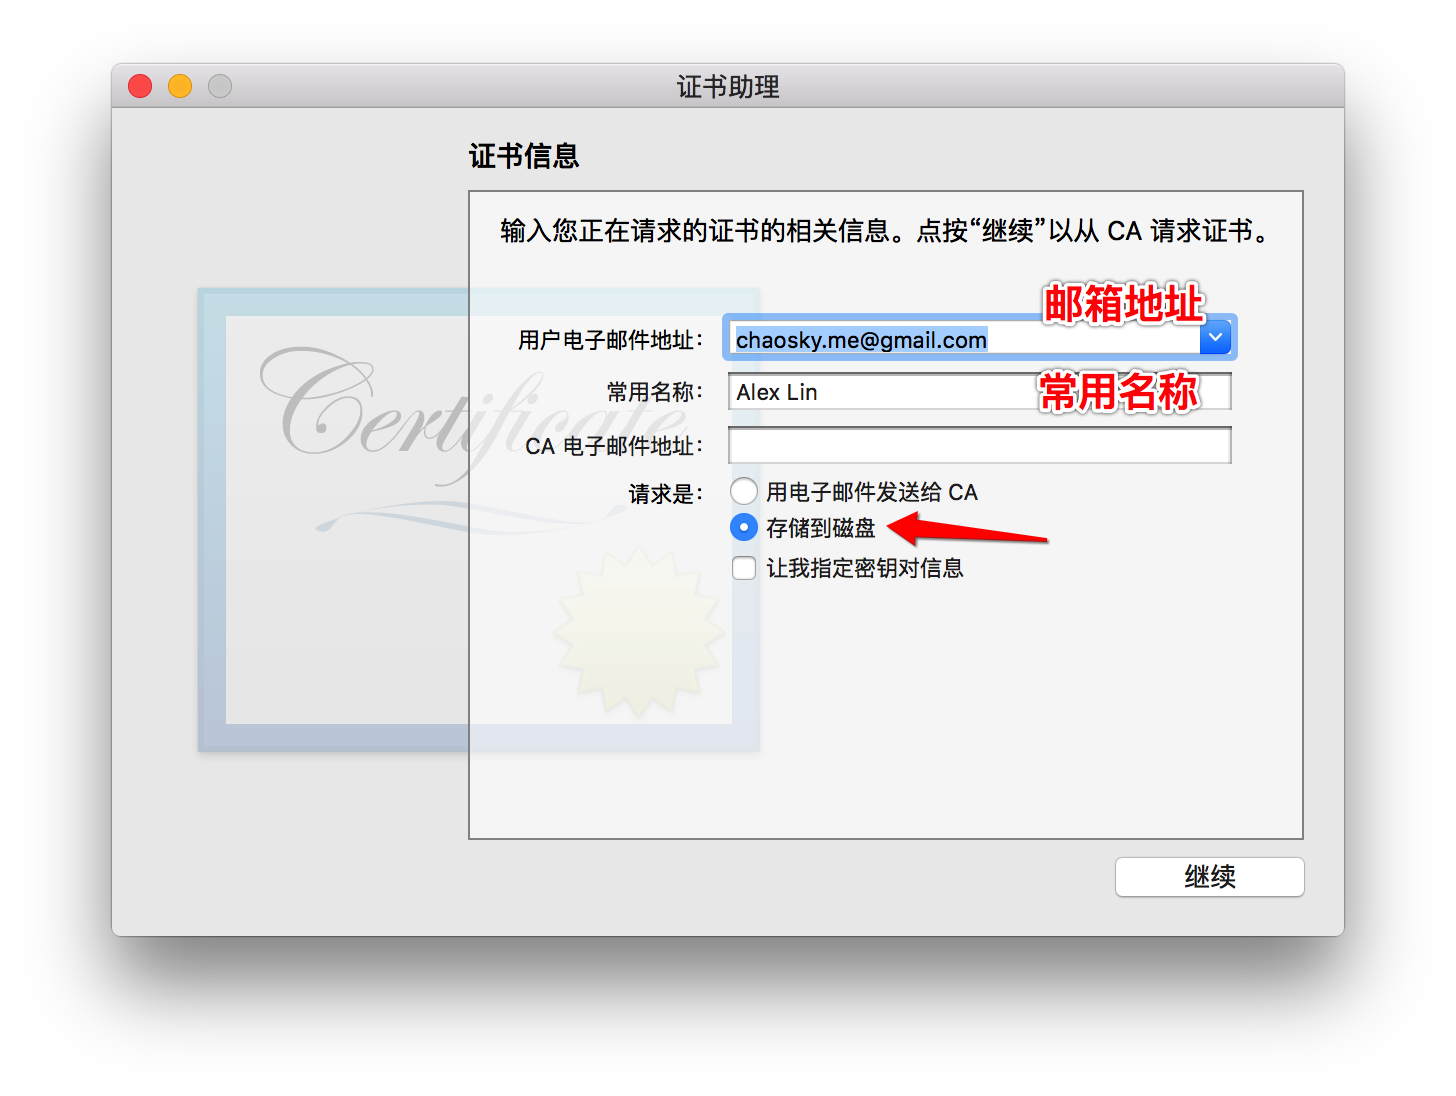 证书助理
证书信息
输入您正在请求的证书的相关信息。点按“继续”以从 CA 请求证书。
邮箱地址
用户电子邮件地址： chaosky.me@gmail.com
常用名称： Alex Lin 常用名称
CA 电子邮件地址：
请求是： 用电子邮件发送给 CA
存储到磁盘
让我指定密钥对信息
Certificate
继续